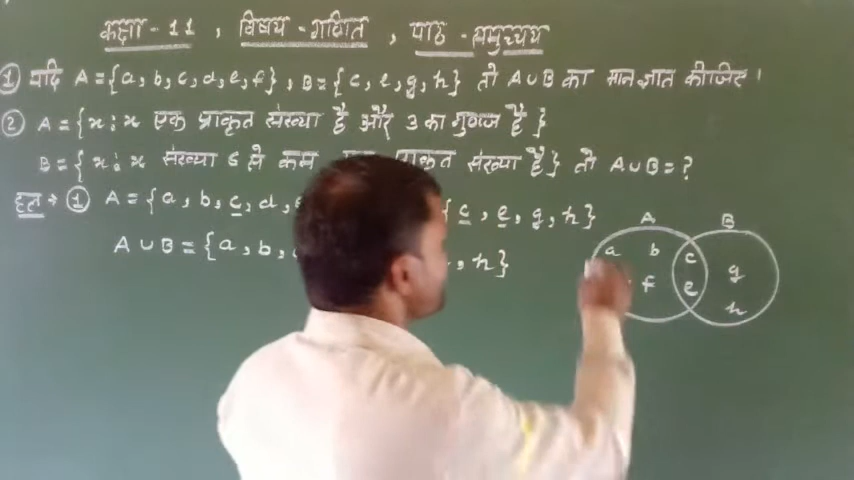 कक्षा - 11 , विषय - गणित , पाठ - समुच्चय
① यदि A = {a, b, c, d, e, f} , B = { c, e, g, h } तो A∪B का मान ज्ञात कीजिए ।
② A = { x : x एक प्राकृत संख्या है और 3 का गुणज है }
B = { x : x संख्या 6 से कम संख्या है } तो A∪B = ?
हल → ① A = { a, b, c, d, { c , e, g, h }
A ∪ B = { a, b, , h }
A B
a b c g
f e h